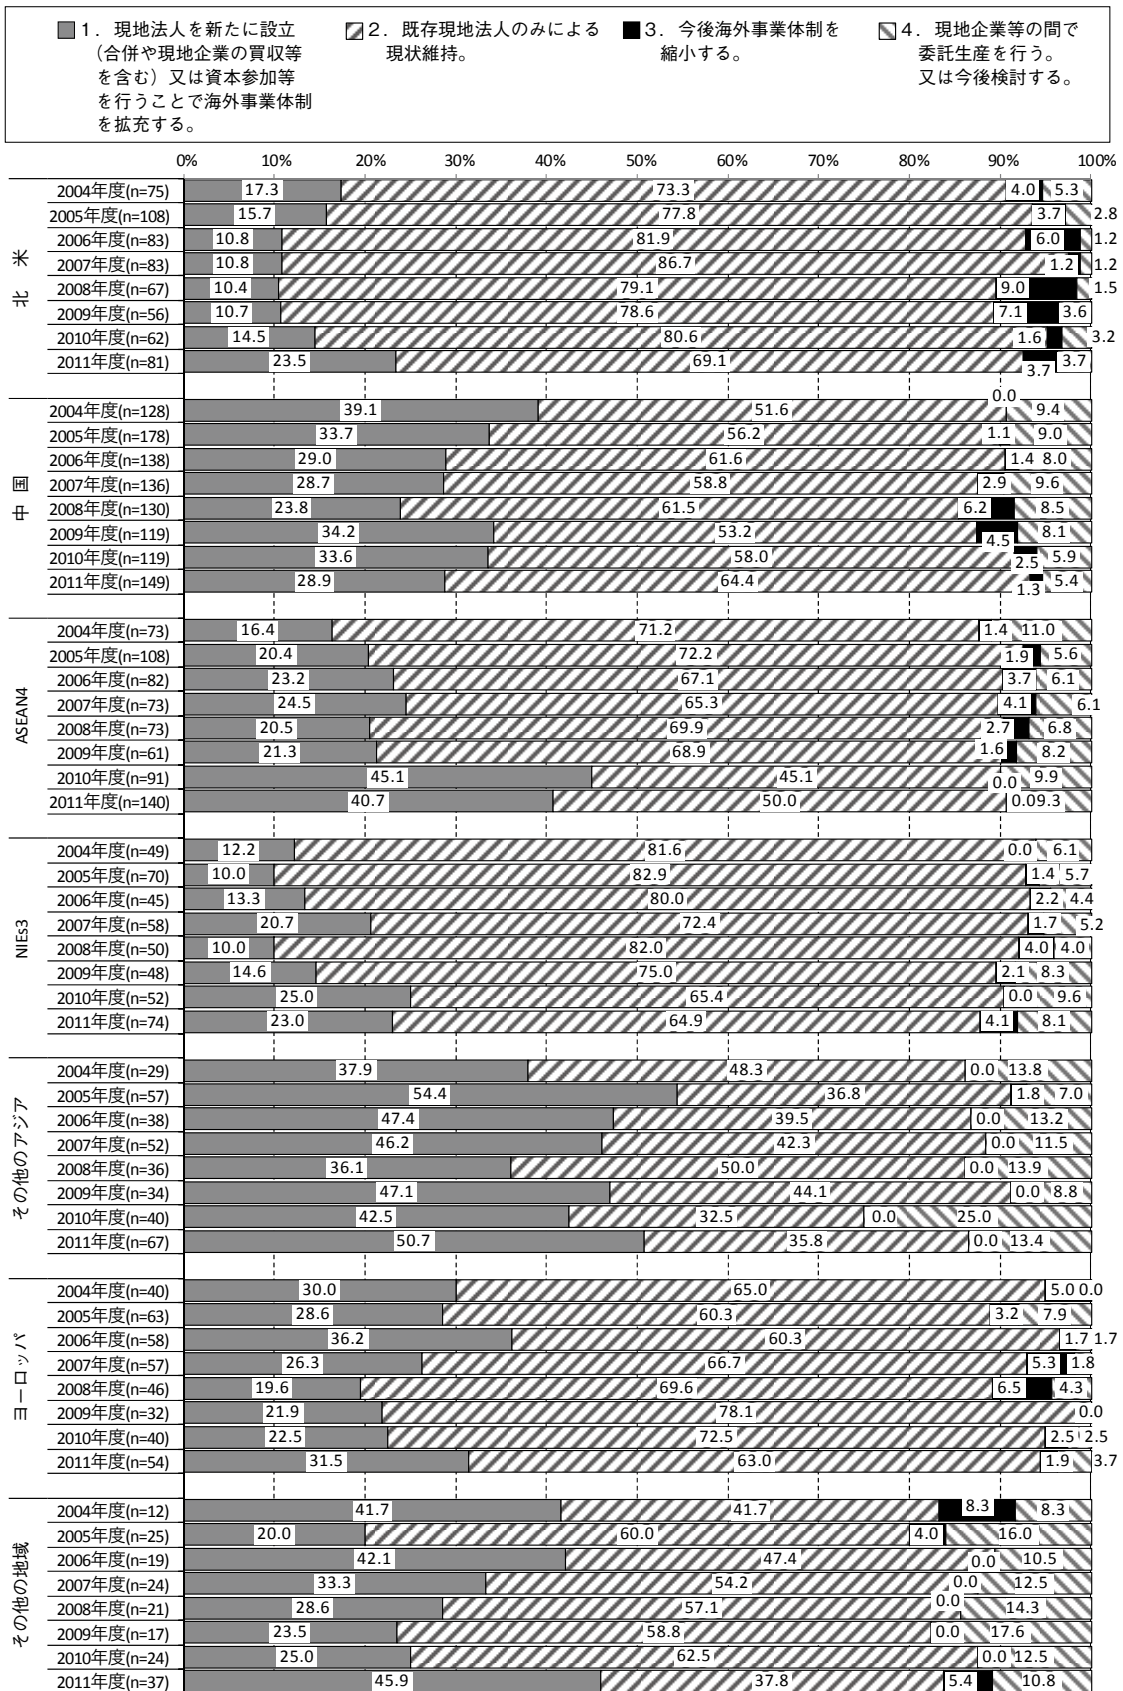 1．現地法人を新たに設立
（合併や現地企業の買収等
を含む）又は資本参加等
を行うことで海外事業体制
を拡充する。
2．既存現地法人のみによる
現状維持。
3．今後海外事業体制を
縮小する。
4．現地企業等の間で
委託生産を行う。
又は今後検討する。
0% 10% 20% 30% 40% 50% 60% 70% 80% 90% 100%
北米
2004年度(n=75) 17.3 73.3 4.0 5.3
2005年度(n=108) 15.7 77.8 3.7 2.8
2006年度(n=83) 10.8 81.9 6.0 1.2
2007年度(n=83) 10.8 86.7 1.2 1.2
2008年度(n=67) 10.4 79.1 9.0 1.5
2009年度(n=56) 10.7 78.6 7.1 3.6
2010年度(n=62) 14.5 80.6 1.6 3.2
2011年度(n=81) 23.5 69.1 3.7 3.7
中国
2004年度(n=128) 39.1 51.6 0.0 9.4
2005年度(n=178) 33.7 56.2 1.1 9.0
2006年度(n=138) 29.0 61.6 1.4 8.0
2007年度(n=136) 28.7 58.8 2.9 9.6
2008年度(n=130) 23.8 61.5 6.2 8.5
2009年度(n=119) 34.2 53.2 4.5 8.1
2010年度(n=119) 33.6 58.0 2.5 5.9
2011年度(n=149) 28.9 64.4 1.3 5.4
ASEAN4
2004年度(n=73) 16.4 71.2 1.4 11.0
2005年度(n=108) 20.4 72.2 1.9 5.6
2006年度(n=82) 23.2 67.1 3.7 6.1
2007年度(n=73) 24.5 65.3 4.1 6.1
2008年度(n=73) 20.5 69.9 2.7 6.8
2009年度(n=61) 21.3 68.9 1.6 8.2
2010年度(n=91) 45.1 45.1 0.0 9.9
2011年度(n=140) 40.7 50.0 0.0 9.3
NIEs3
2004年度(n=49) 12.2 81.6 0.0 6.1
2005年度(n=70) 10.0 82.9 1.4 5.7
2006年度(n=45) 13.3 80.0 2.2 4.4
2007年度(n=58) 20.7 72.4 1.7 5.2
2008年度(n=50) 10.0 82.0 4.0 4.0
2009年度(n=48) 14.6 75.0 2.1 8.3
2010年度(n=52) 25.0 65.4 0.0 9.6
2011年度(n=74) 23.0 64.9 4.1 8.1
その他のアジア
2004年度(n=29) 37.9 48.3 0.0 13.8
2005年度(n=57) 54.4 36.8 1.8 7.0
2006年度(n=38) 47.4 39.5 0.0 13.2
2007年度(n=52) 46.2 42.3 0.0 11.5
2008年度(n=36) 36.1 50.0 0.0 13.9
2009年度(n=34) 47.1 44.1 0.0 8.8
2010年度(n=40) 42.5 32.5 0.0 25.0
2011年度(n=67) 50.7 35.8 0.0 13.4
ヨーロッパ
2004年度(n=40) 30.0 65.0 5.0 0.0
2005年度(n=63) 28.6 60.3 3.2 7.9
2006年度(n=58) 36.2 60.3 1.7 1.7
2007年度(n=57) 26.3 66.7 5.3 1.8
2008年度(n=46) 19.6 69.6 6.5 4.3
2009年度(n=32) 21.9 78.1 0.0
2010年度(n=40) 22.5 72.5 2.5 2.5
2011年度(n=54) 31.5 63.0 1.9 3.7
その他の地域
2004年度(n=12) 41.7 41.7 8.3 8.3
2005年度(n=25) 20.0 60.0 4.0 16.0
2006年度(n=19) 42.1 47.4 0.0 10.5
2007年度(n=24) 33.3 54.2 0.0 12.5
2008年度(n=21) 28.6 57.1 0.0 14.3
2009年度(n=17) 23.5 58.8 0.0 17.6
2010年度(n=24) 25.0 62.5 0.0 12.5
2011年度(n=37) 45.9 37.8 5.4 10.8